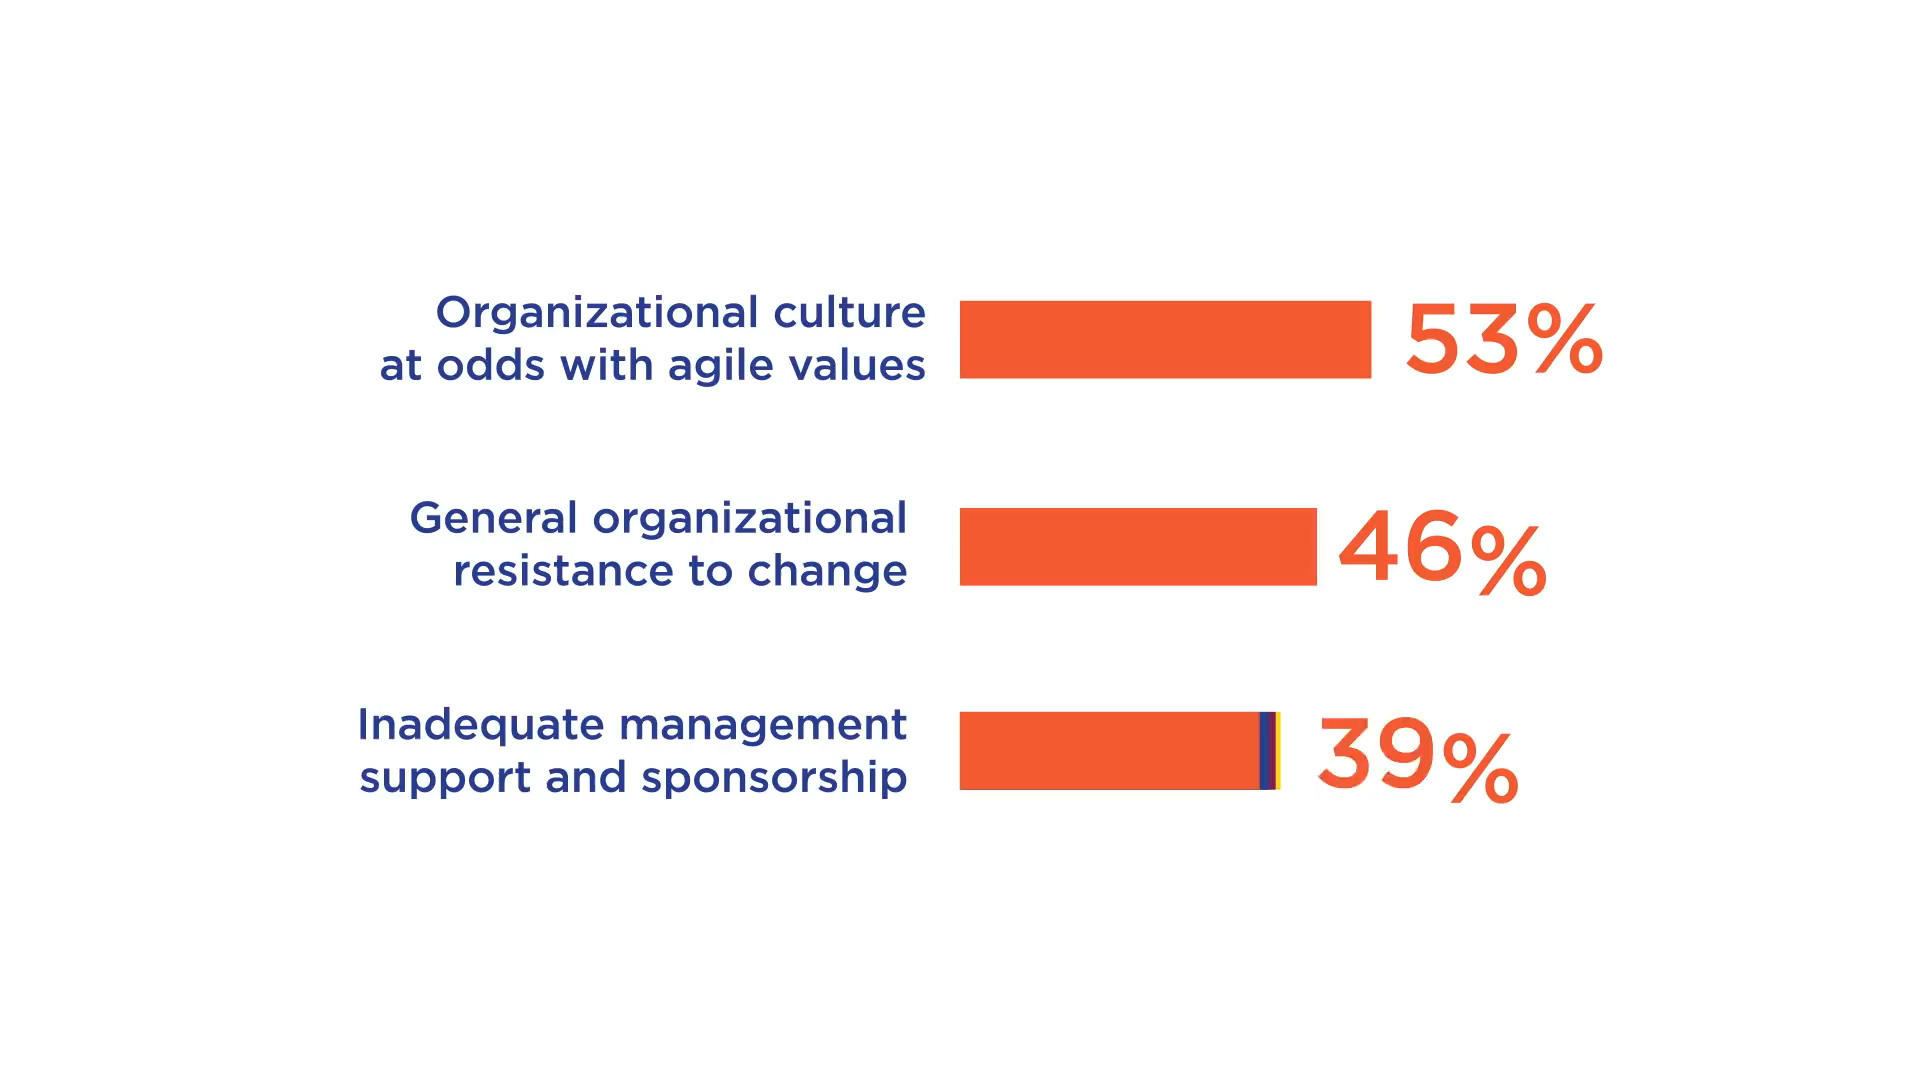 Organizational culture
at odds with agile values
53%
General organizational
resistance to change
46%
Inadequate management
support and sponsorship
39%